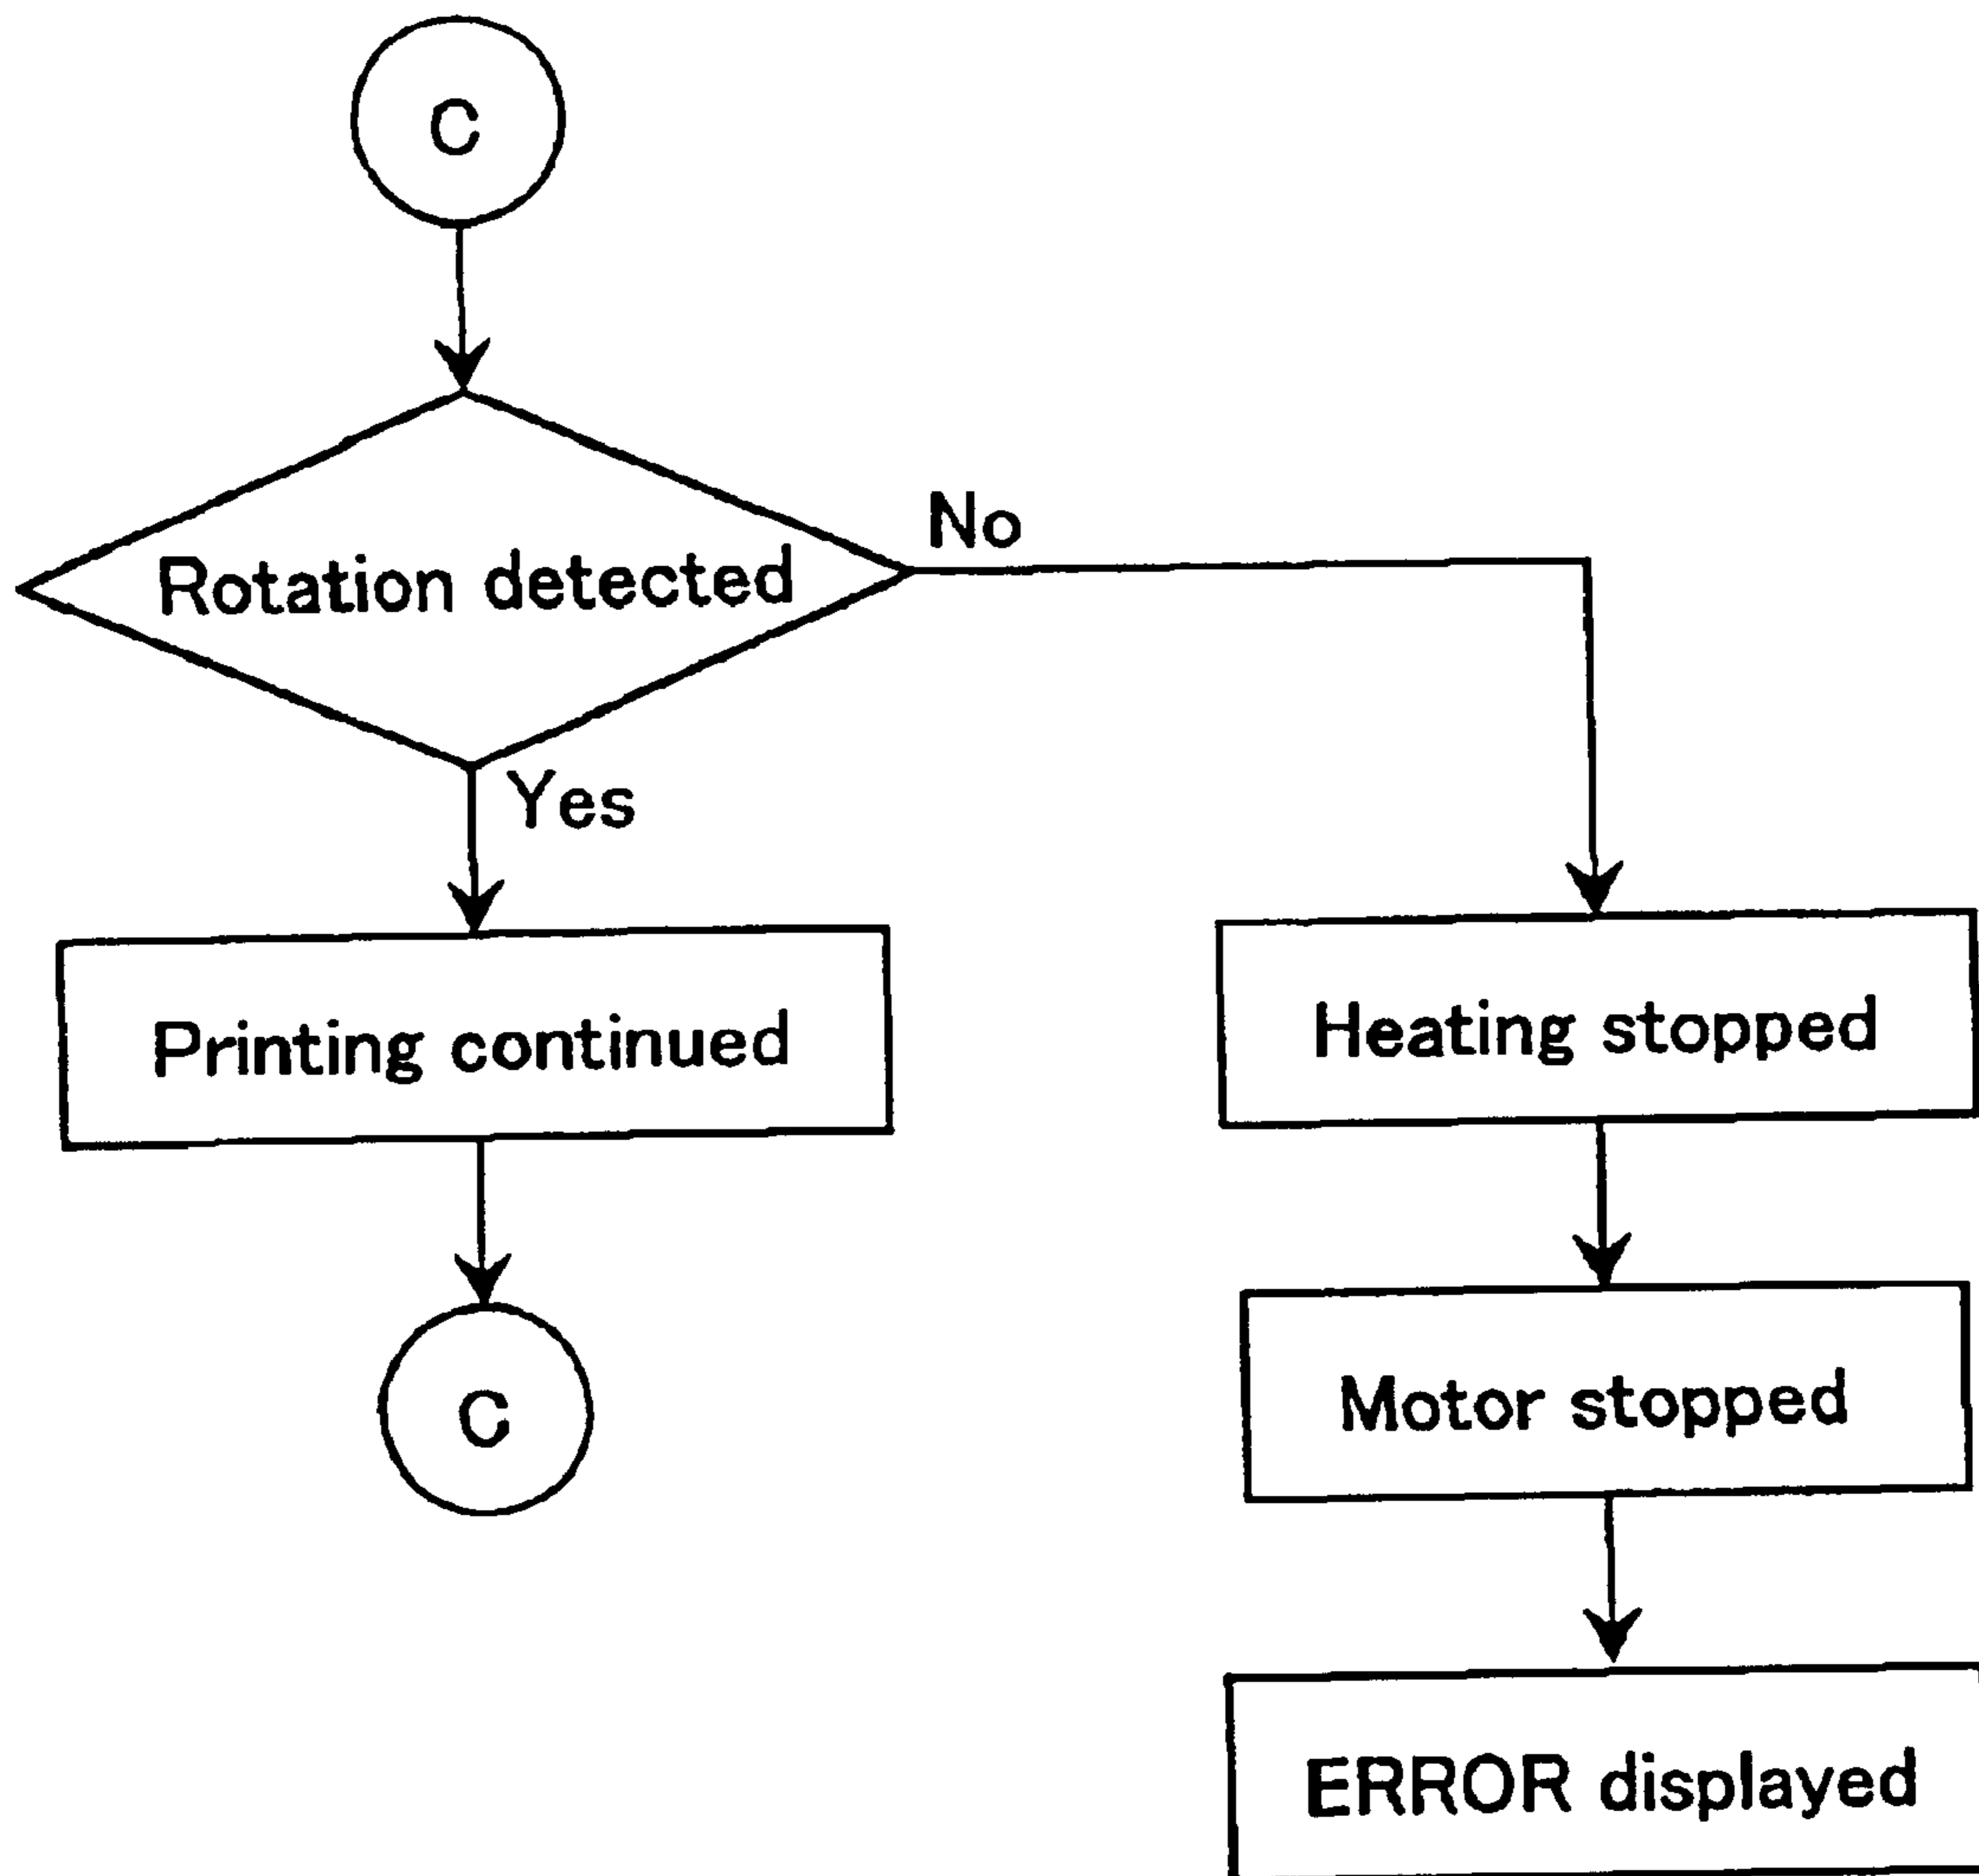 C
Rotation detected
No
Yes
Printing continued
Heating stopped
Motor stopped
C
ERROR displayed